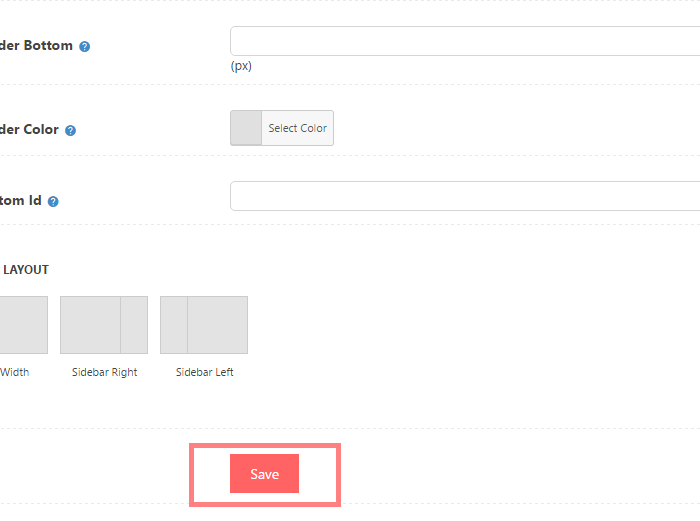 der Bottom
(px)
der Color
Select Color
tom Id
LAYOUT
Width
Sidebar Right
Sidebar Left
Save